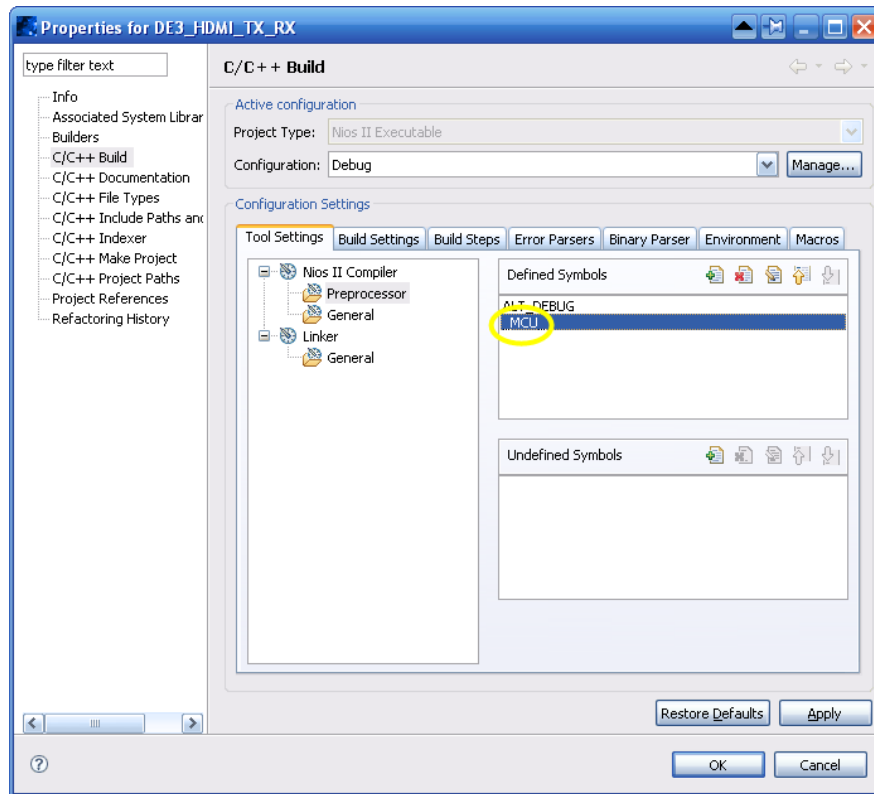 Properties for DE3_HDMI_TX_RX
type filter text
C/C++ Build
Info
Associated System Librar
Builders
C/C++ Build
C/C++ Documentation
C/C++ File Types
C/C++ Include Paths and
C/C++ Indexer
C/C++ Make Project
C/C++ Project Paths
Project References
Refactoring History
Active configuration
Project Type: Nios II Executable
Configuration: Debug Manage...
Configuration Settings
Tool Settings Build Settings Build Steps Error Parsers Binary Parser Environment Macros
Nios II Compiler
Preprocessor
General
Linker
General
Defined Symbols
ALT_DEBUG
_MCU_
Undefined Symbols
Restore Defaults Apply
? OK Cancel